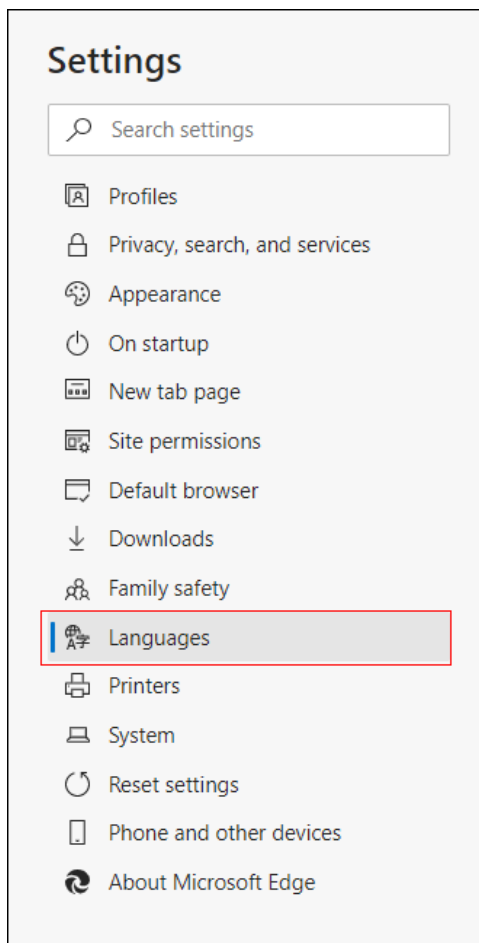 Settings
Search settings
Profiles
Privacy, search, and services
Appearance
On startup
New tab page
Site permissions
Default browser
Downloads
Family safety
Languages
Printers
System
Reset settings
Phone and other devices
About Microsoft Edge